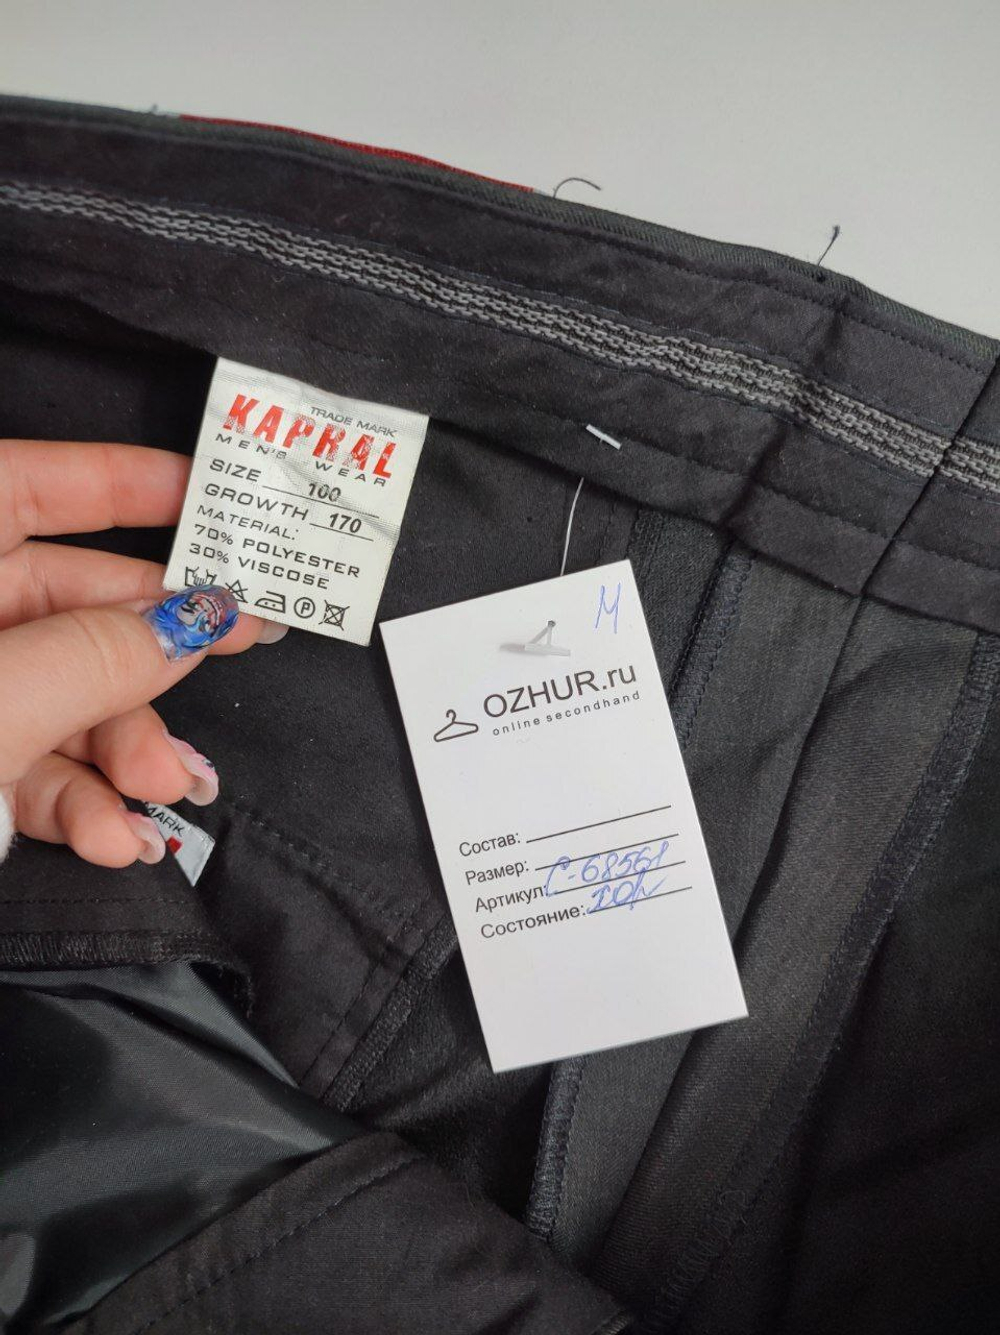 TRADE MARK
KAPRAL
MEN'S WEAR
SIZE 100
GROWTH 170
MATERIAL:
70% POLYESTER
30% VISCOSE
P
M
OZHUR.ru
online secondhand
Состав:
Размер:
Артикул: C-68561
Состояние:
MARK